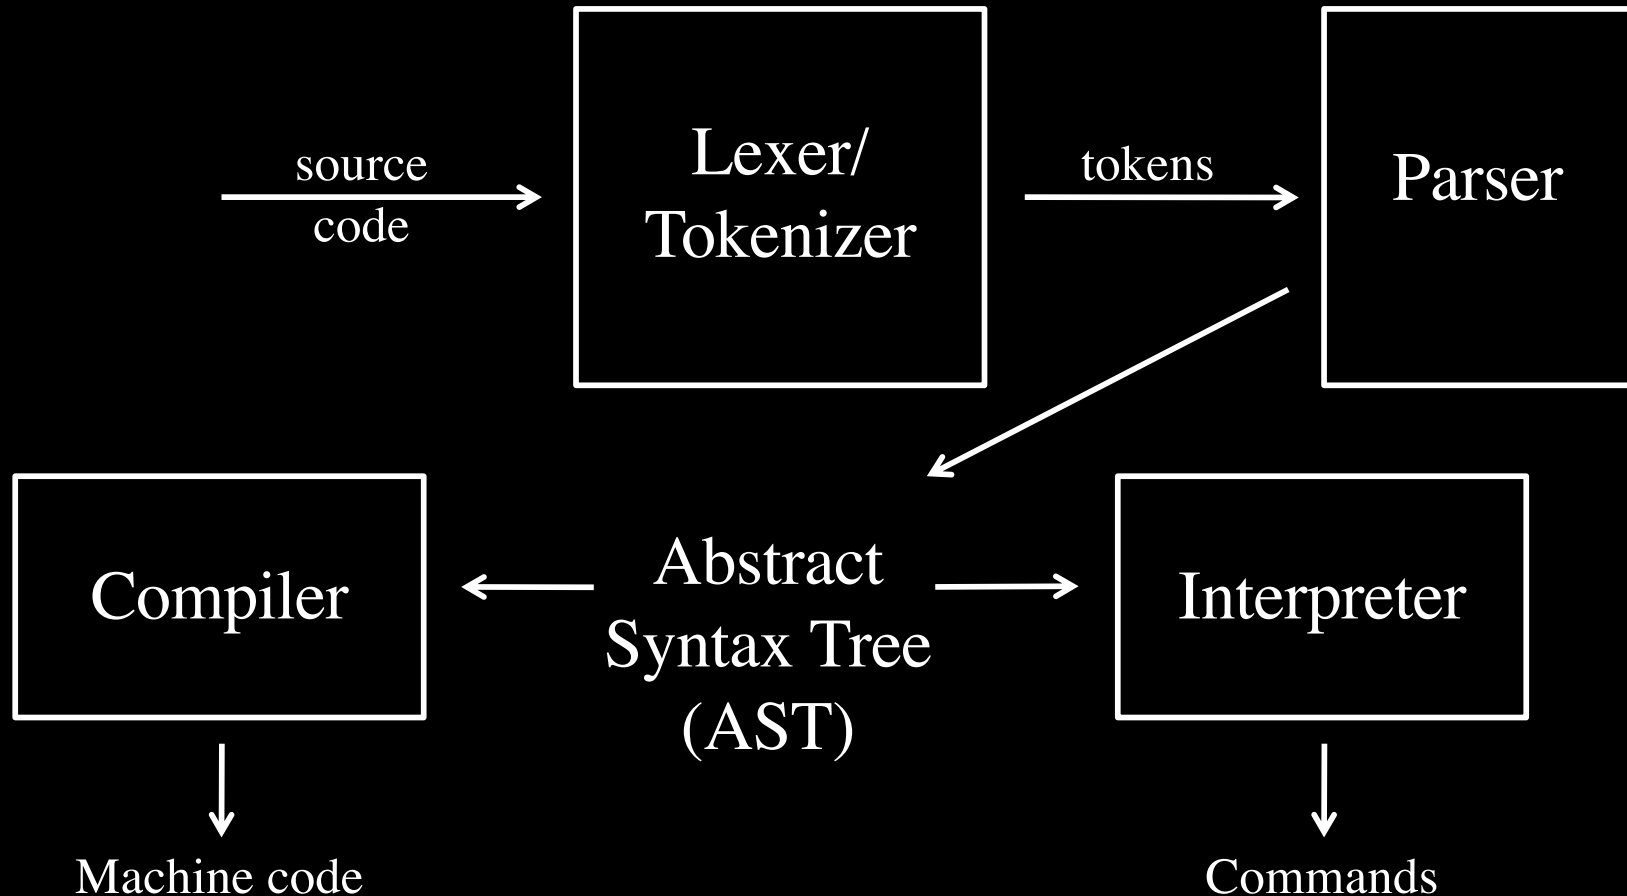 source
code
Lexer/
Tokenizer
tokens
Parser
Compiler
Abstract
Syntax Tree
(AST)
Interpreter
Machine code
Commands